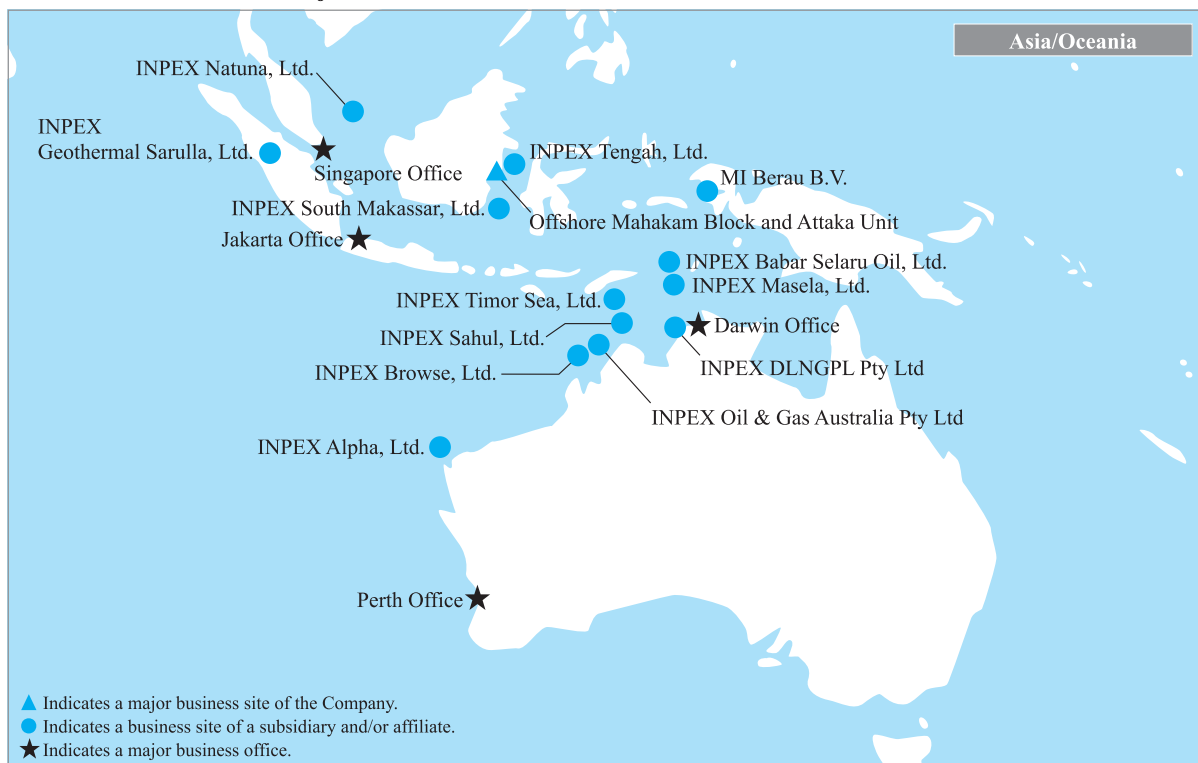 Asia/Oceania
INPEX Natuna, Ltd.
INPEX
Geothermal Sarulla, Ltd.
Singapore Office
INPEX Tengah, Ltd.
MI Berau B.V.
INPEX South Makassar, Ltd.
Offshore Mahakam Block and Attaka Unit
Jakarta Office
INPEX Babar Selaru Oil, Ltd.
INPEX Masela, Ltd.
INPEX Timor Sea, Ltd.
Darwin Office
INPEX Sahul, Ltd.
INPEX DLNGPL Pty Ltd
INPEX Browse, Ltd.
INPEX Oil & Gas Australia Pty Ltd
INPEX Alpha, Ltd.
Perth Office
Indicates a major business site of the Company.
Indicates a business site of a subsidiary and/or affiliate.
Indicates a major business office.